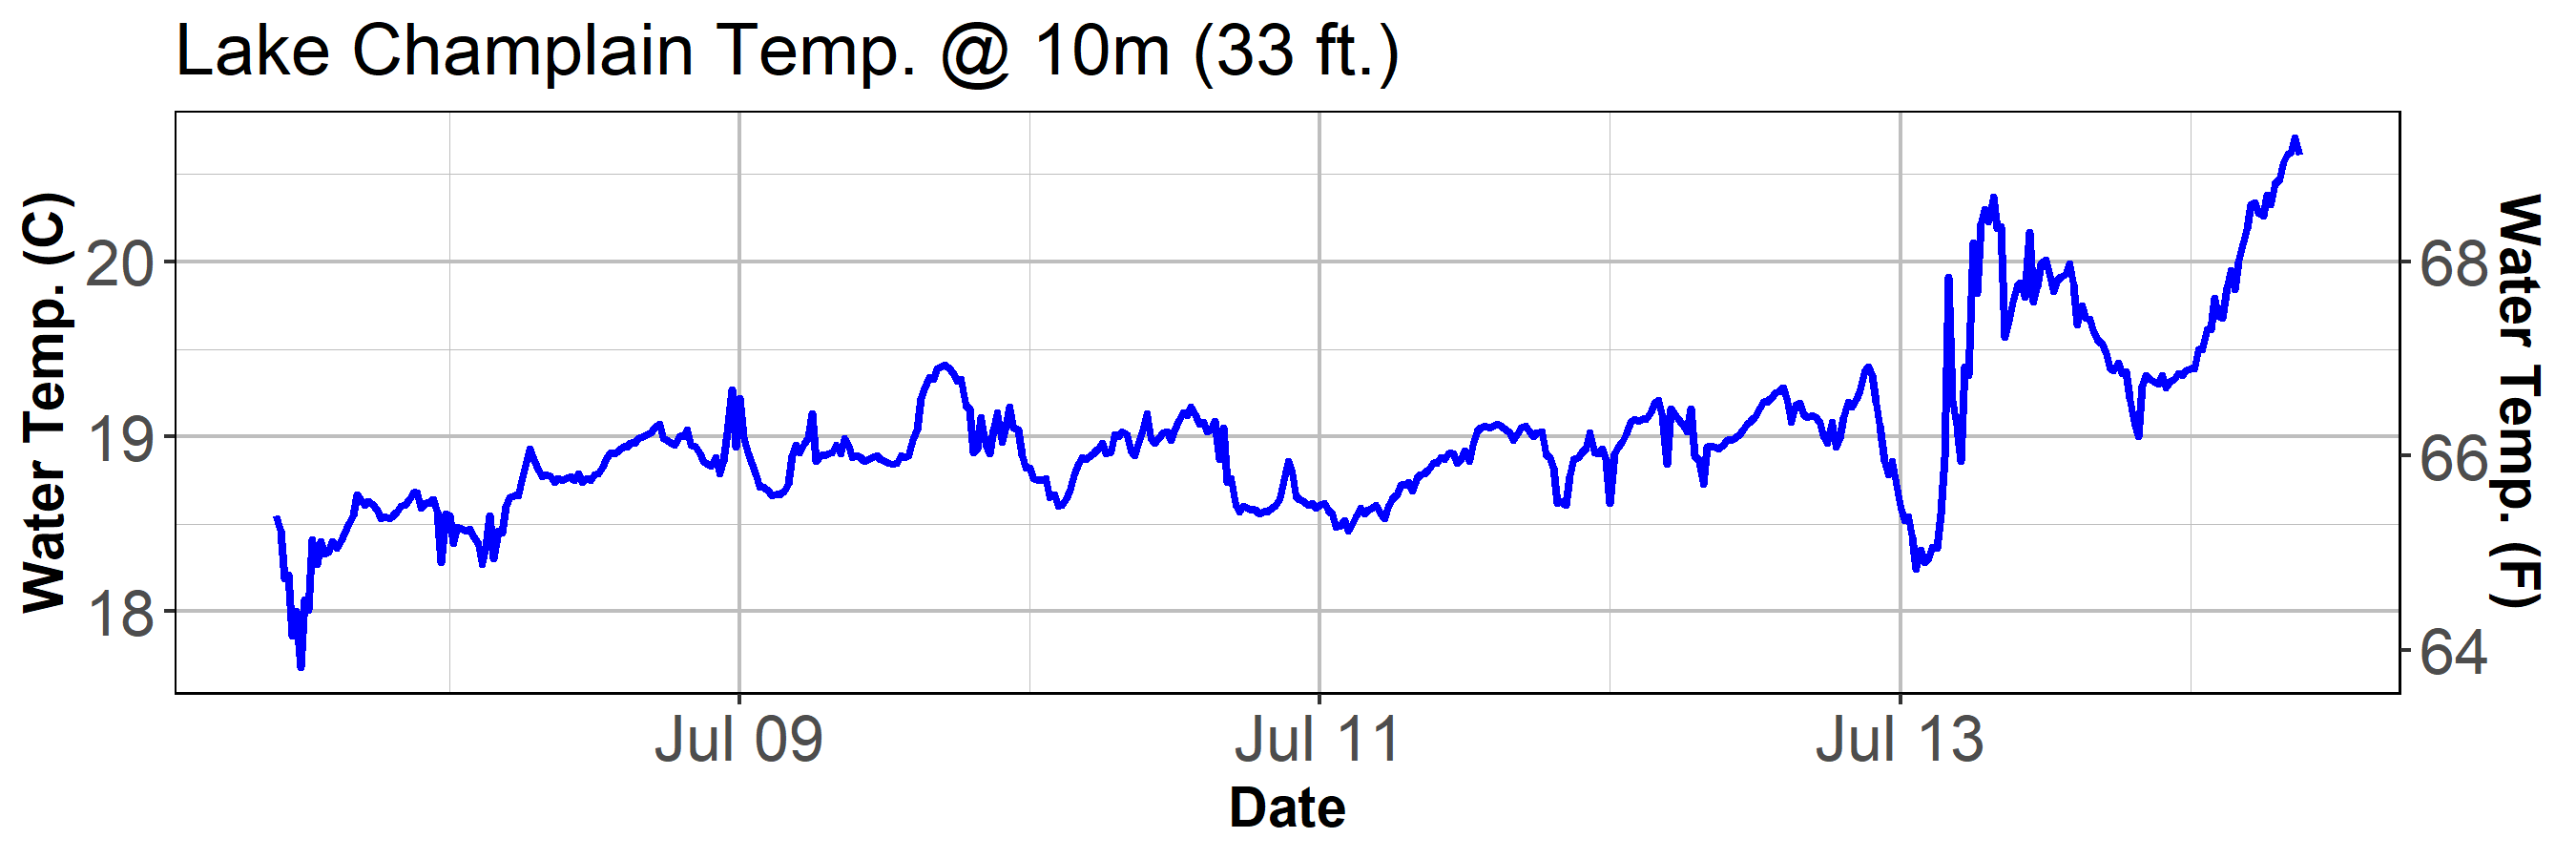 Lake Champlain Temp. @ 10m (33 ft.)
Water Temp. (C)
20
19
18
68
66
64
Water Temp. (F)
Jul 09
Jul 11
Jul 13
Date